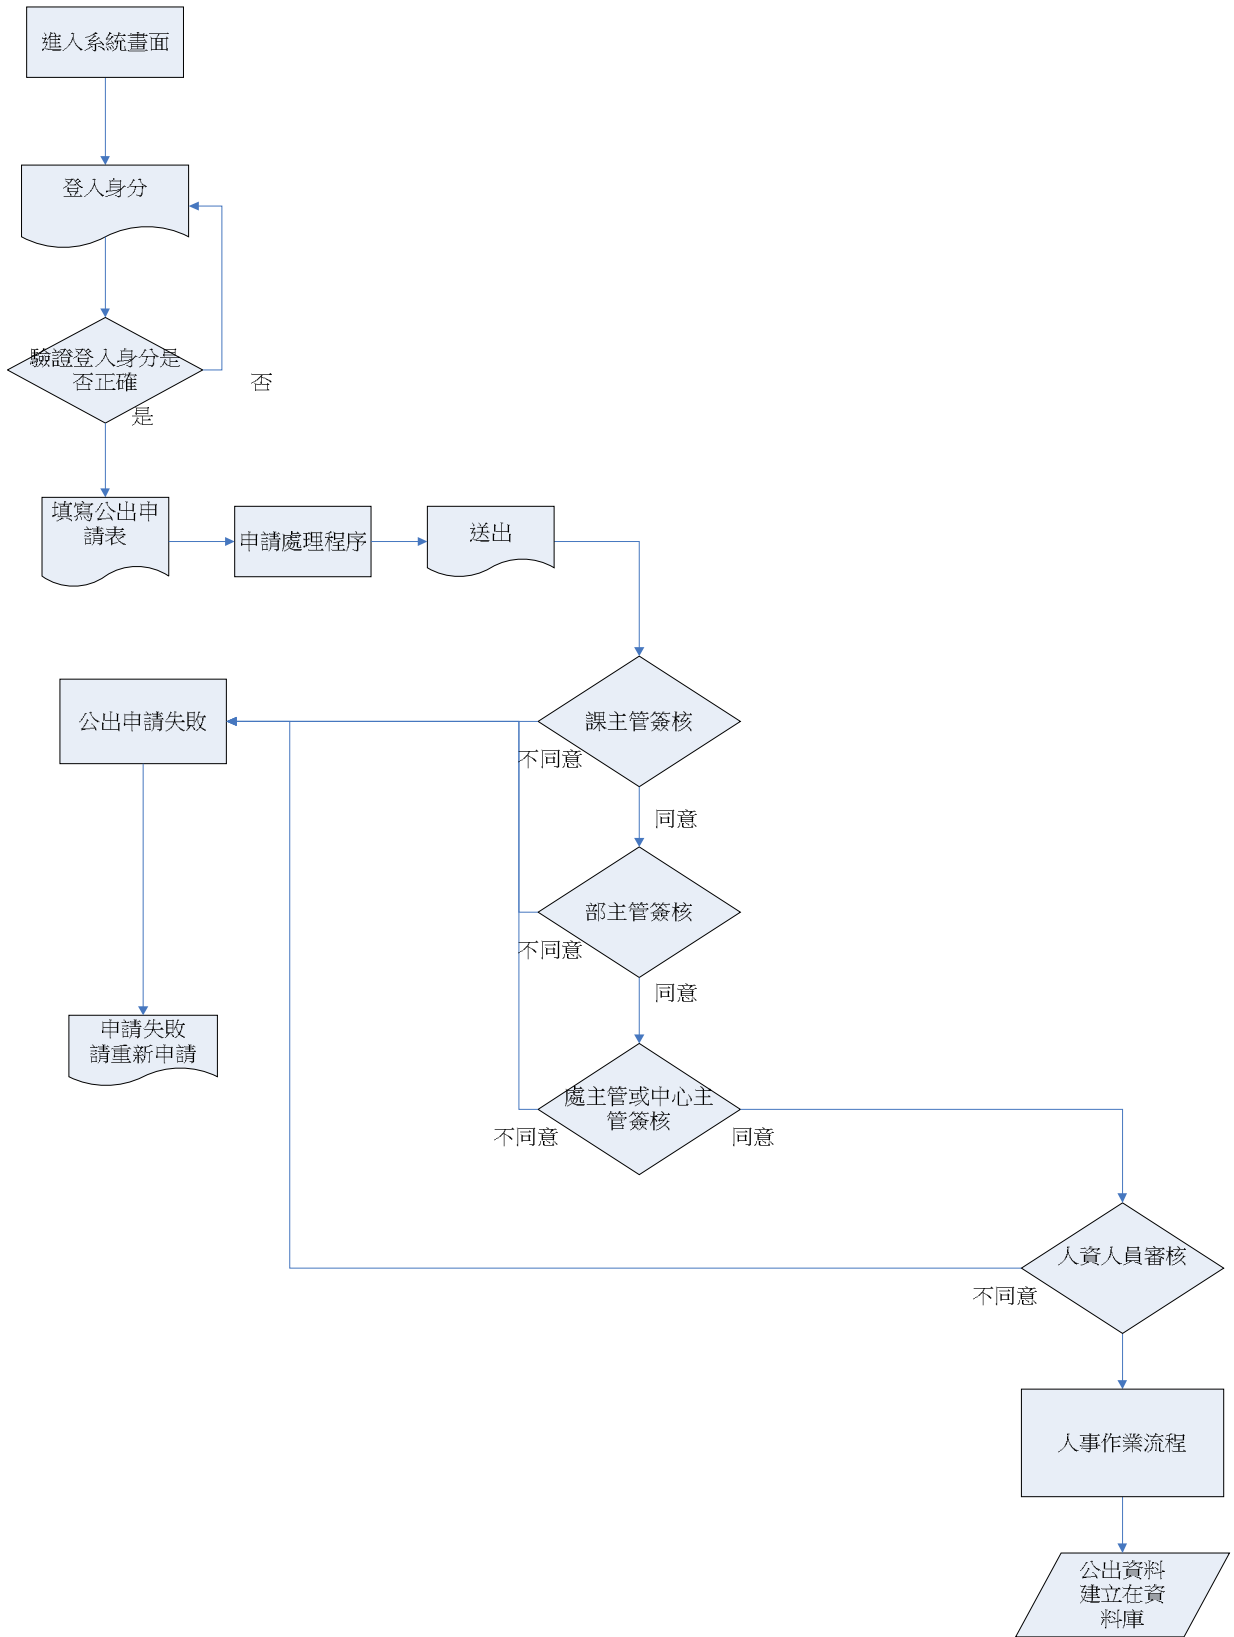 進入系統畫面
登入身分
驗證登入身分是
否正確
否
是
填寫公出申
請表
申請處理程序
送出
公出申請失敗
課主管簽核
不同意
同意
部主管簽核
不同意
同意
申請失敗
請重新申請
處主管或中心主
管簽核
不同意
同意
人資人員審核
不同意
人事作業流程
公出資料
建立在資
料庫